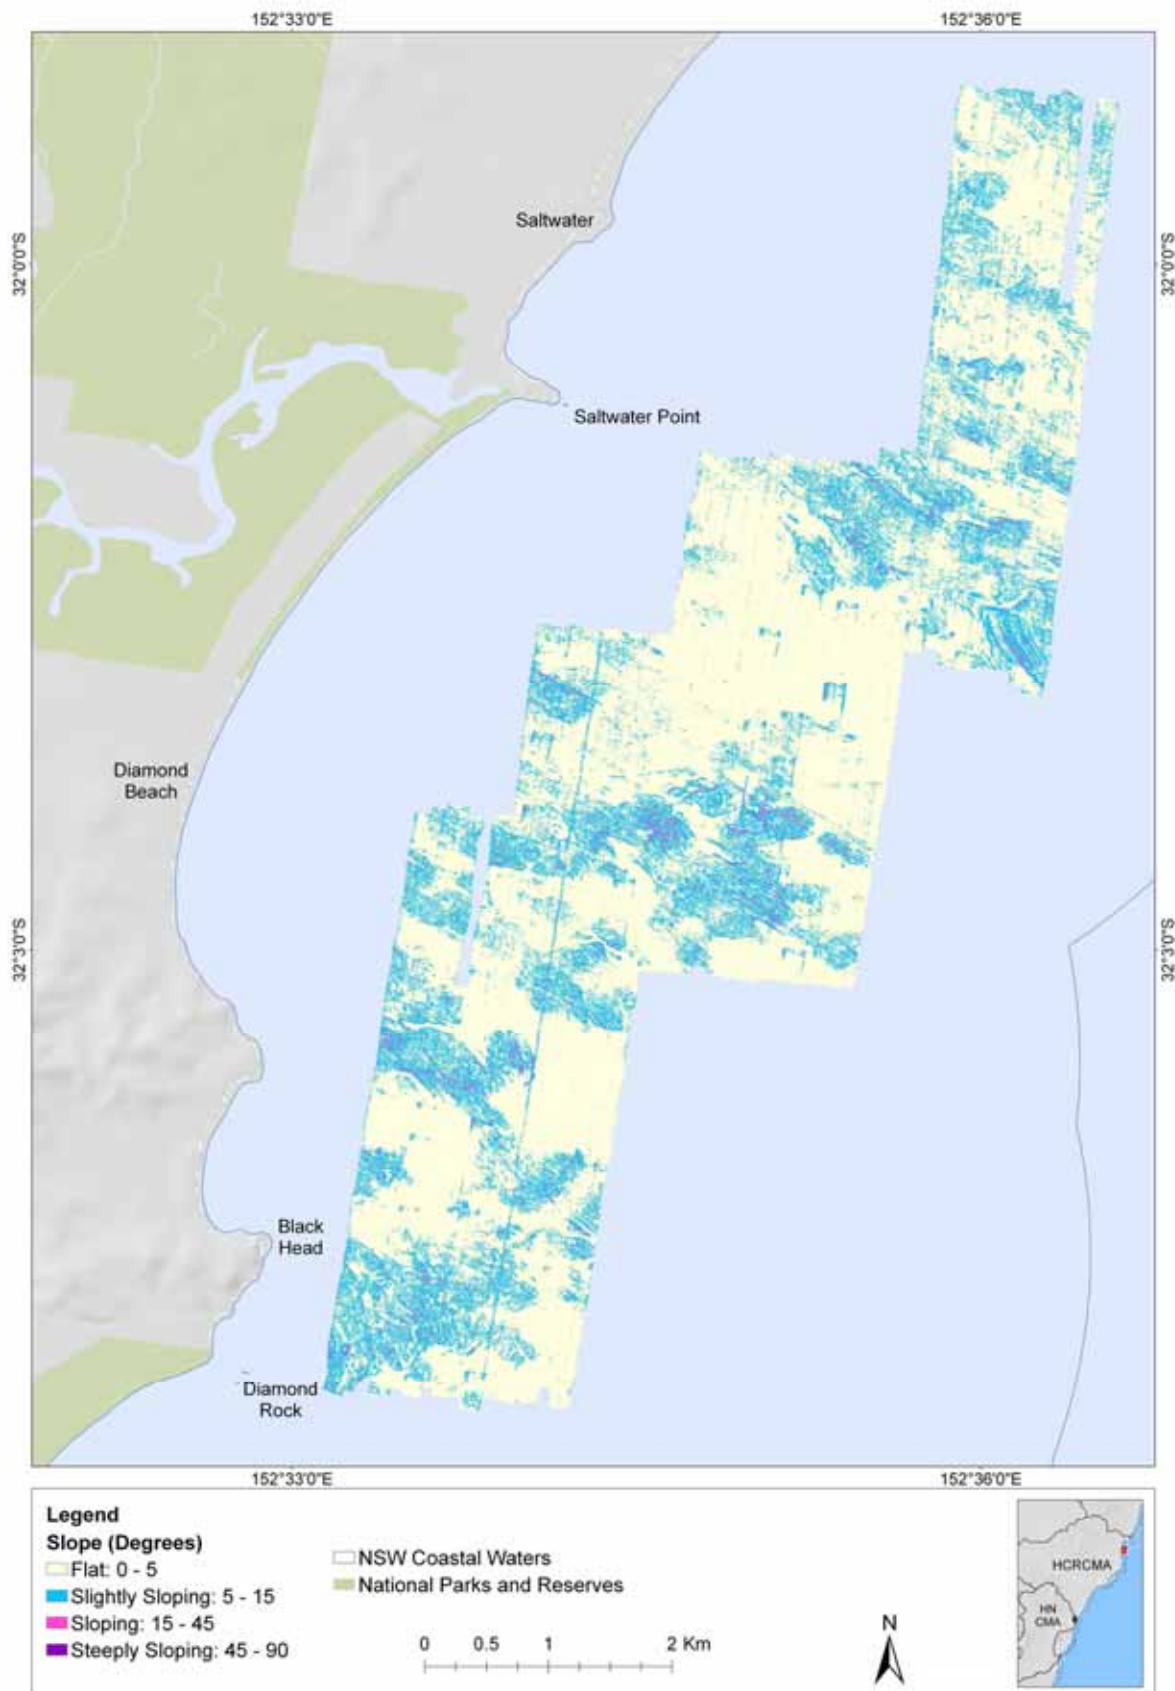 152°33'0"E
152°36'0"E
Saltwater
32°0'0"S
32°0'0"S
Saltwater Point
Diamond
Beach
32°3'0"S
32°3'0"S
Black
Head
Diamond
Rock
152°33'0"E
152°36'0"E
Legend
Slope (Degrees)
Flat: 0 - 5
Slightly Sloping: 5 - 15
Sloping: 15 - 45
Steeply Sloping: 45 - 90
NSW Coastal Waters
National Parks and Reserves
0 0.5 1 2 Km
N
HCRCMA
HN
CMA